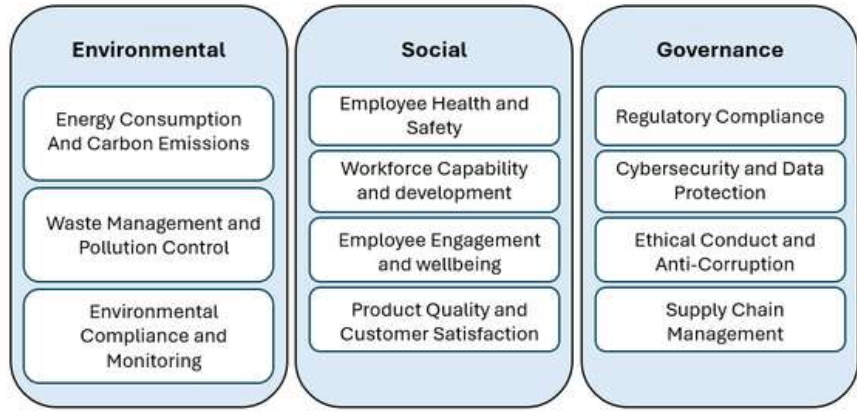 Environmental
Energy Consumption
And Carbon Emissions
Waste Management and
Pollution Control
Environmental
Compliance and
Monitoring
Social
Employee Health and
Safety
Workforce Capability
and development
Employee Engagement
and wellbeing
Product Quality and
Customer Satisfaction
Governance
Regulatory Compliance
Cybersecurity and Data
Protection
Ethical Conduct and
Anti-Corruption
Supply Chain
Management